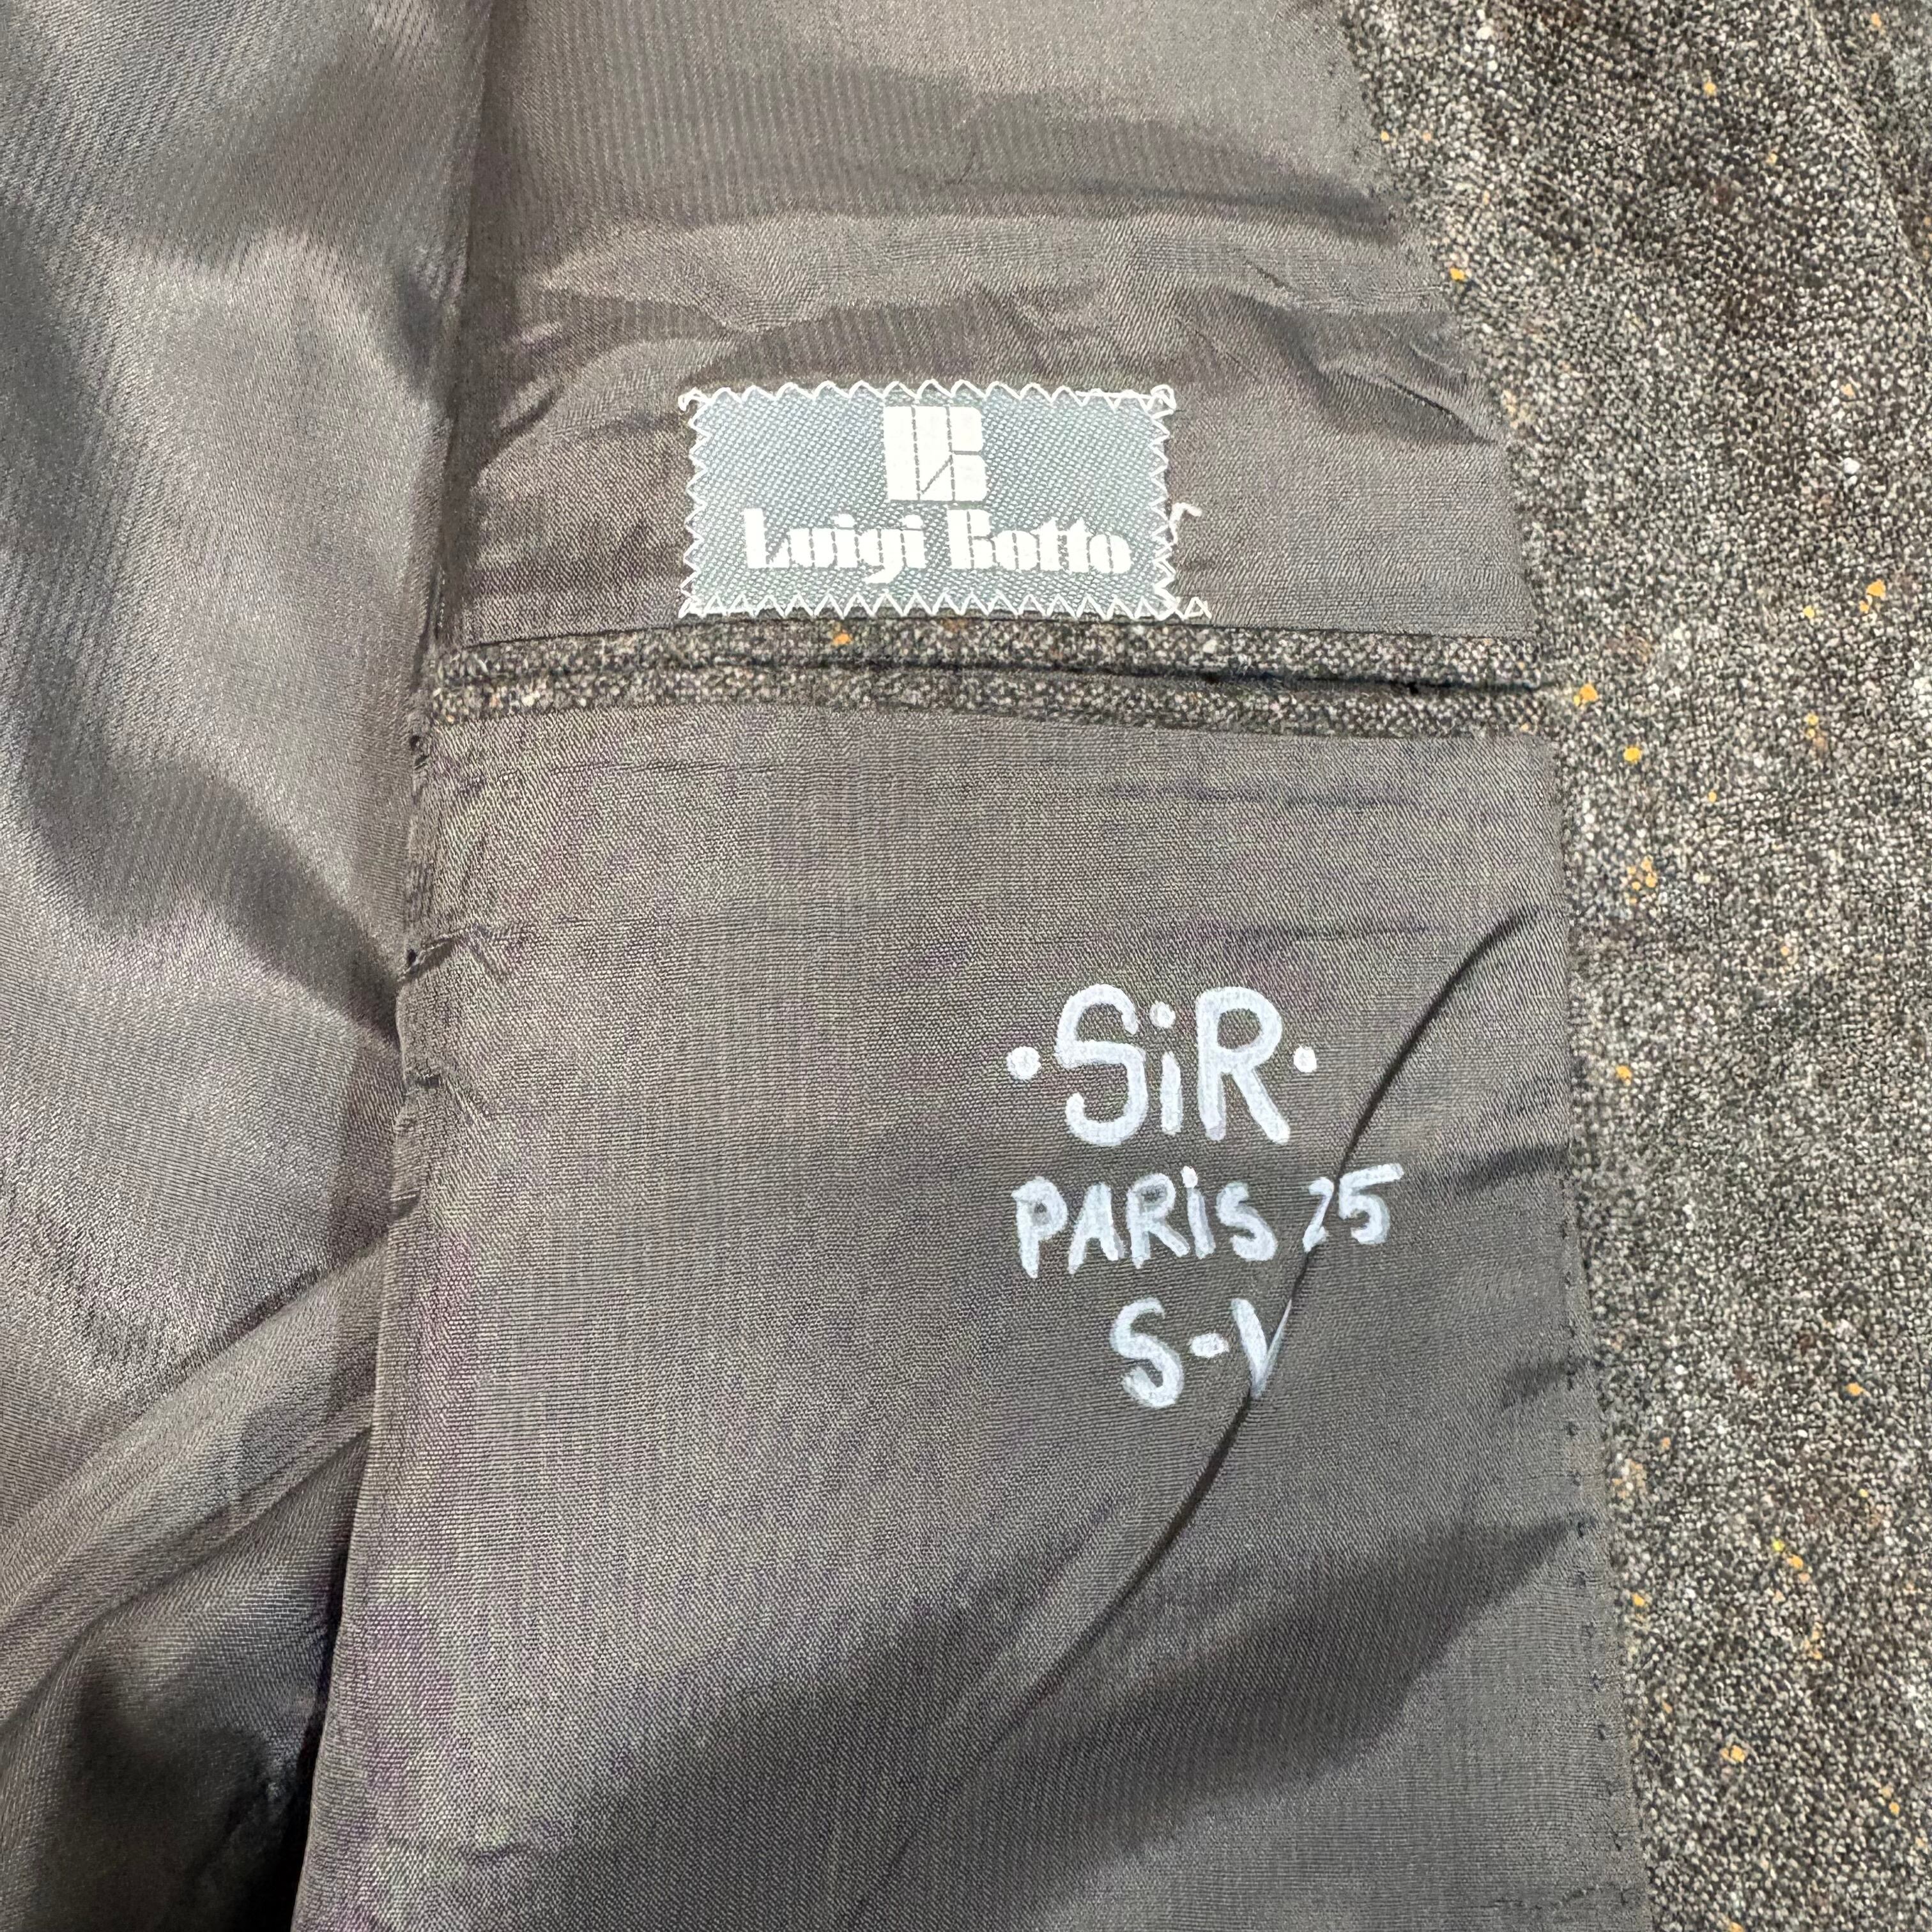 Luigi Botto
·SiR·
PARiS 25
S-V